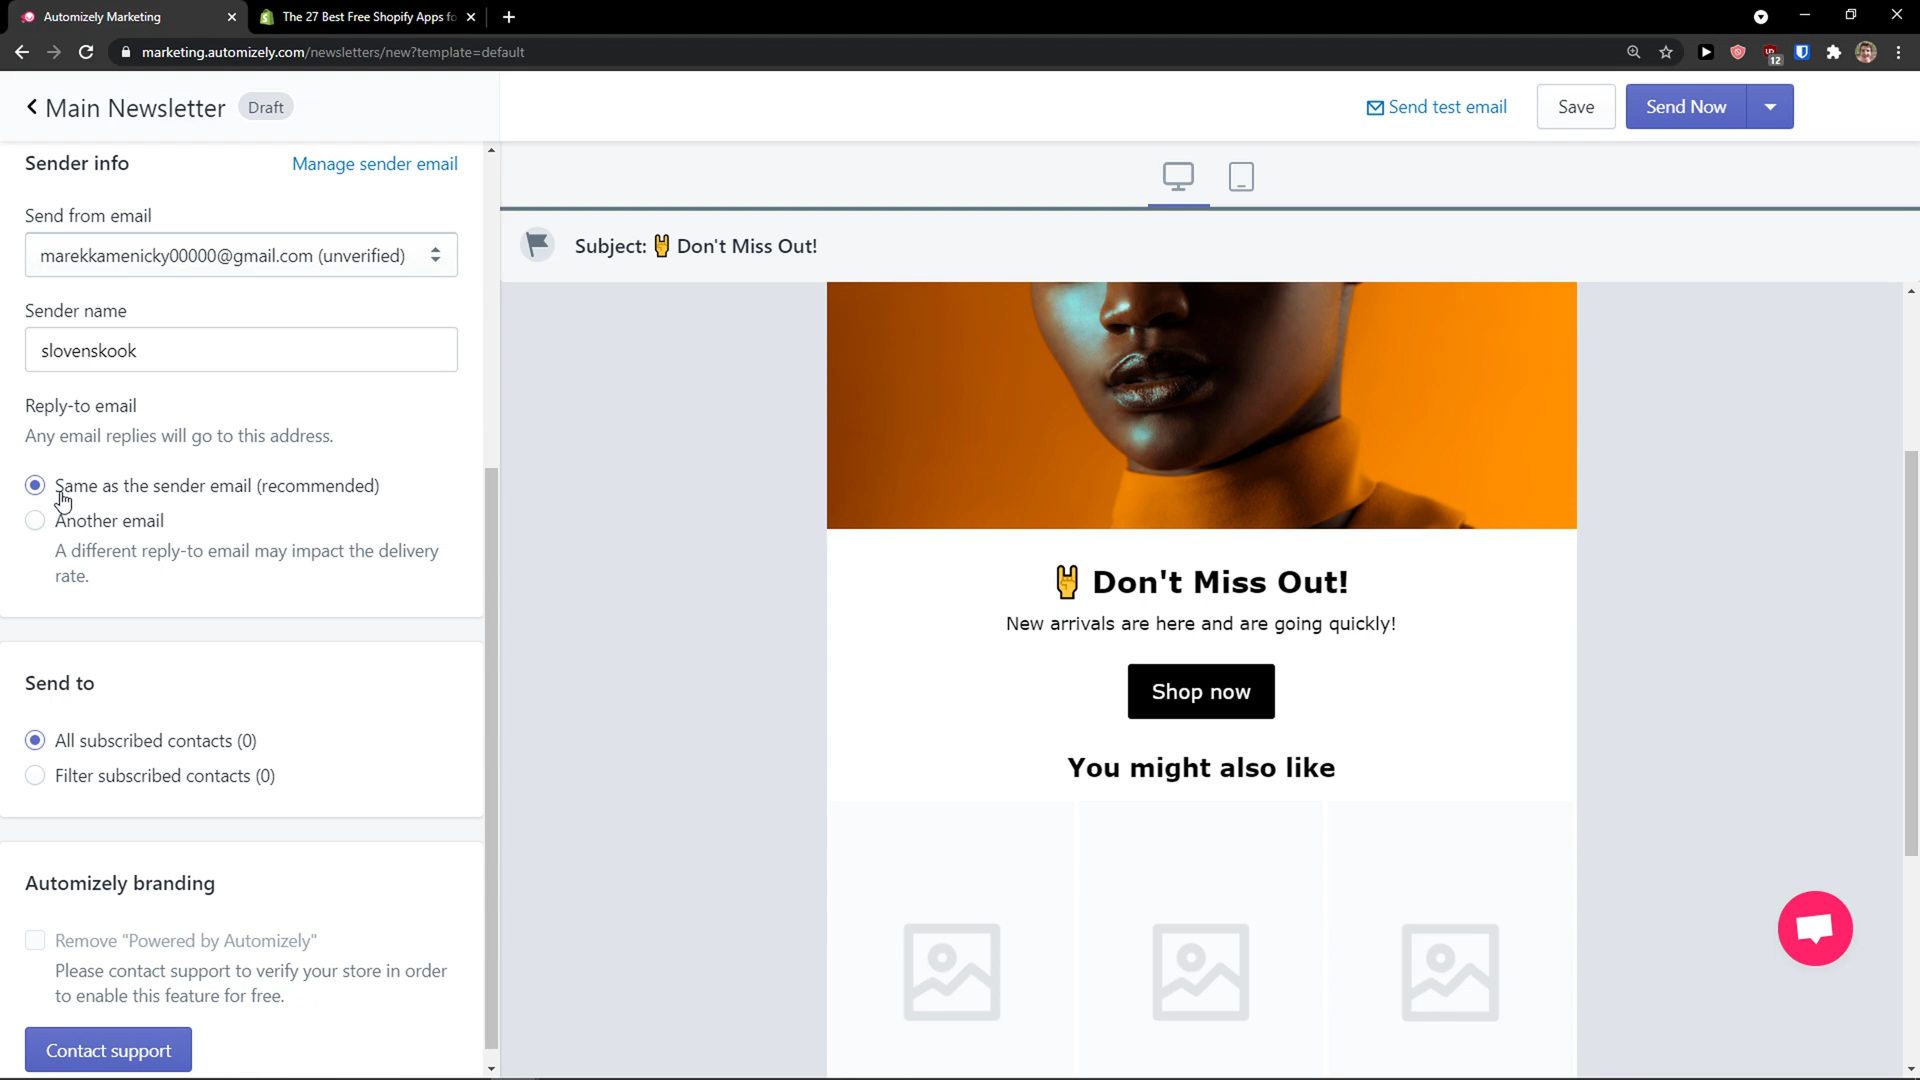 Automizely Marketing
The 27 Best Free Shopify Apps fo
marketing.automizely.com/newsletters/new?template=default
12
Main Newsletter
Draft
Send test email
Save
Send Now
Sender info
Manage sender email
Send from email
marekkamenicky00000@gmail.com (unverified)
Sender name
slovenskook
Reply-to email
Any email replies will go to this address.
Same as the sender email (recommended)
Another email
A different reply-to email may impact the delivery
rate.
Send to
All subscribed contacts (0)
Filter subscribed contacts (0)
Automizely branding
Remove "Powered by Automizely"
Please contact support to verify your store in order
to enable this feature for free.
Contact support
Subject: 🤘 Don't Miss Out!
🤘 Don't Miss Out!
New arrivals are here and are going quickly!
Shop now
You might also like